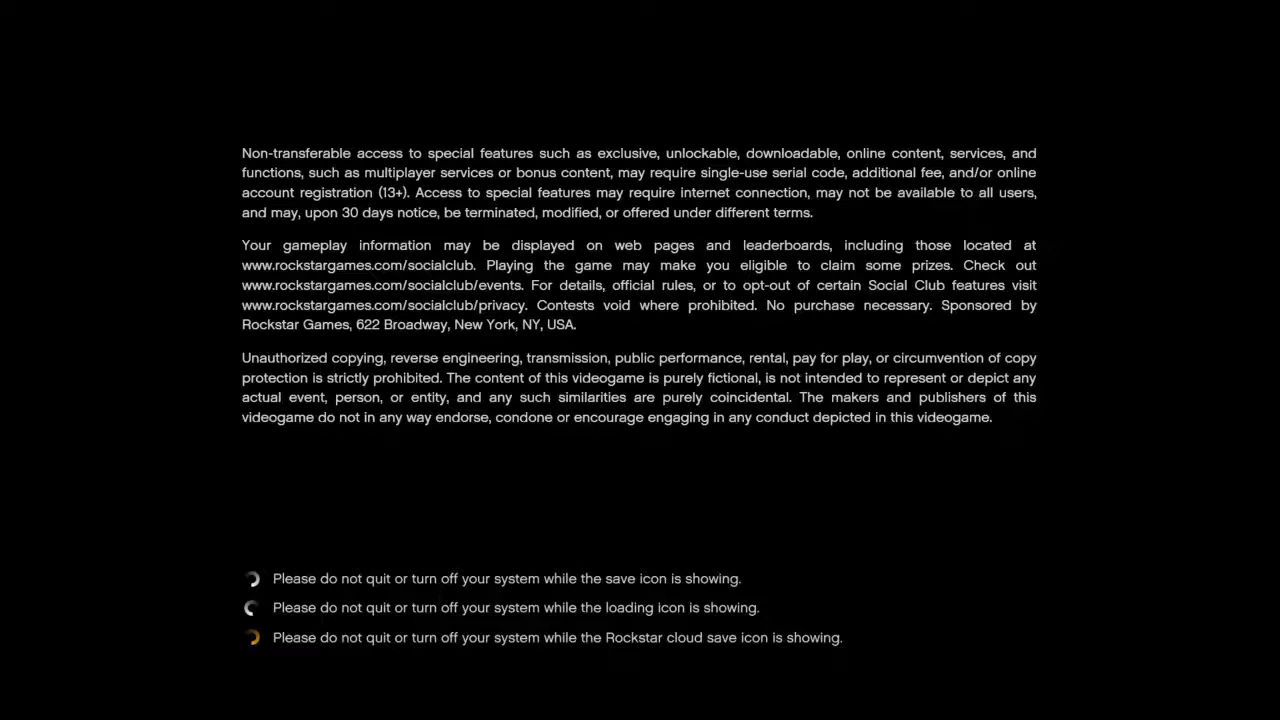 Non-transferable access to special features such as exclusive, unlockable, downloadable, online content, services, and
functions, such as multiplayer services or bonus content, may require single-use serial code, additional fee, and/or online
account registration (13+). Access to special features may require internet connection, may not be available to all users,
and may, upon 30 days notice, be terminated, modified, or offered under different terms.
Your gameplay information may be displayed on web pages and leaderboards, including those located at
www.rockstargames.com/socialclub. Playing the game may make you eligible to claim some prizes. Check out
www.rockstargames.com/socialclub/events. For details, official rules, or to opt-out of certain Social Club features visit
www.rockstargames.com/socialclub/privacy. Contests void where prohibited. No purchase necessary. Sponsored by
Rockstar Games, 622 Broadway, New York, NY, USA.
Unauthorized copying, reverse engineering, transmission, public performance, rental, pay for play, or circumvention of copy
protection is strictly prohibited. The content of this videogame is purely fictional, is not intended to represent or depict any
actual event, person, or entity, and any such similarities are purely coincidental. The makers and publishers of this
videogame do not in any way endorse, condone or encourage engaging in any conduct depicted in this videogame.
Please do not quit or turn off your system while the save icon is showing.
Please do not quit or turn off your system while the loading icon is showing.
Please do not quit or turn off your system while the Rockstar cloud save icon is showing.